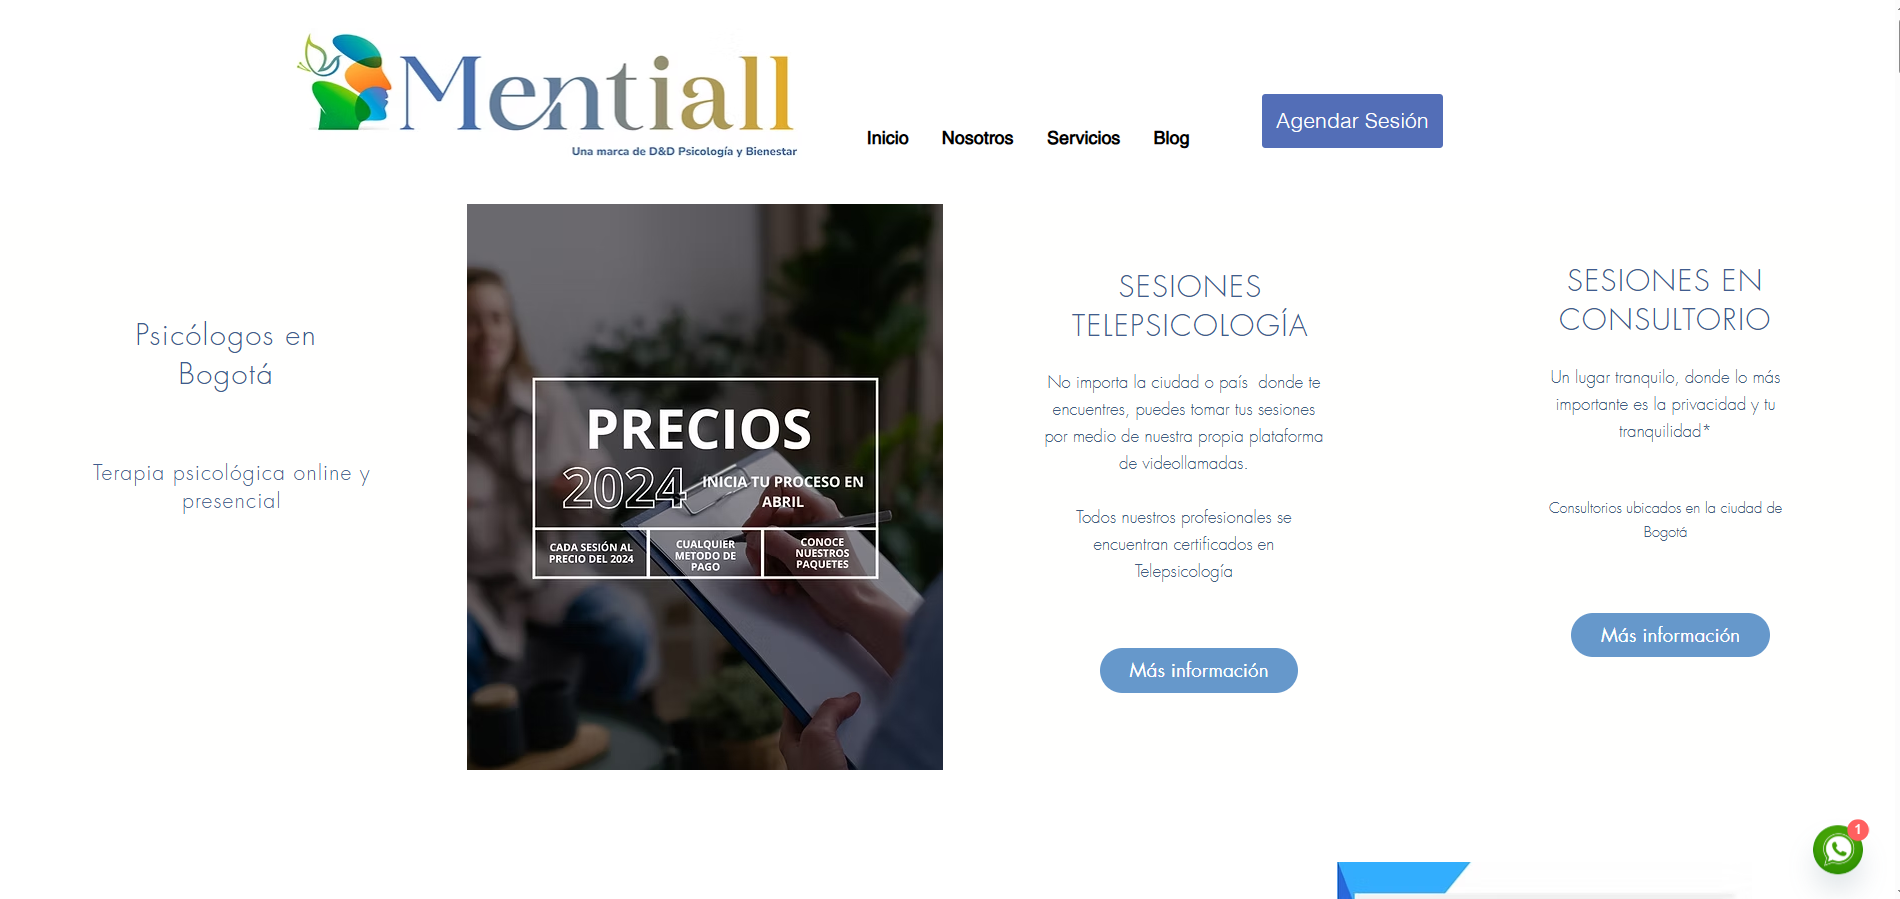 Mentiall
Una marca de D&D Psicología y Bienestar
Inicio
Nosotros
Servicios
Blog
Agendar Sesión
Psicólogos en
Bogotá
Terapia psicológica online y
presencial
PRECIOS
2024
INICIA TU PROCESO EN
ABRIL
CADA SESIÓN AL
PRECIO DEL 2024
CUALQUIER
METODO DE
PAGO
CONOCE
NUESTROS
PAQUETES
SESIONES
TELEPSICOLOGÍA
No importa la ciudad o país  donde te
encuentres, puedes tomar tus sesiones
por medio de nuestra propia plataforma
de videollamadas.
Todos nuestros profesionales se
encuentran certificados en
Telepsicología
Más información
SESIONES EN
CONSULTORIO
Un lugar tranquilo, donde lo más
importante es la privacidad y tu
tranquilidad*
Consultorios ubicados en la ciudad de
Bogotá
Más información
1